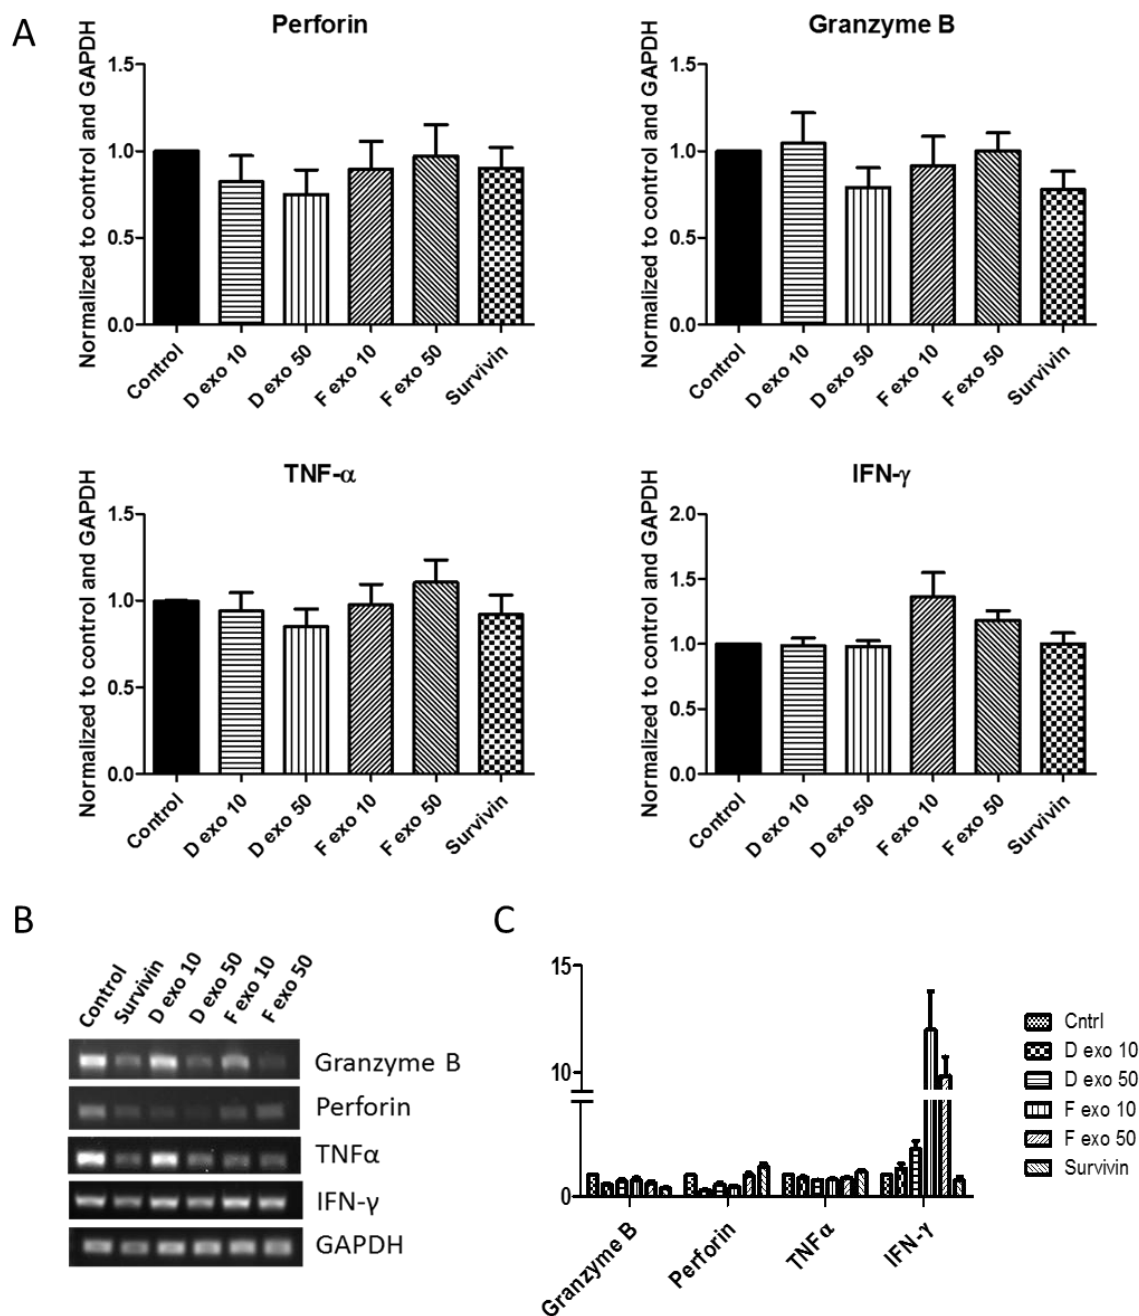 A
Perforin
Normalized to control and GAPDH
1.5
1.0
0.5
0.0
Control
D exo 10
D exo 50
F exo 10
F exo 50
Survivin
Granzyme B
Normalized to control and GAPDH
1.5
1.0
0.5
0.0
Control
D exo 10
D exo 50
F exo 10
F exo 50
Survivin
TNF-α
Normalized to control and GAPDH
1.5
1.0
0.5
0.0
Control
D exo 10
D exo 50
F exo 10
F exo 50
Survivin
IFN-γ
Normalized to control and GAPDH
2.0
1.5
1.0
0.5
0.0
Control
D exo 10
D exo 50
F exo 10
F exo 50
Survivin
B
Control
Survivin
D exo 10
D exo 50
F exo 10
F exo 50
Granzyme B
Perforin
TNFα
IFN-γ
GAPDH
C
15
10
0
Granzyme B
Perforin
TNFα
IFN-γ
Cntrl
D exo 10
D exo 50
F exo 10
F exo 50
Survivin